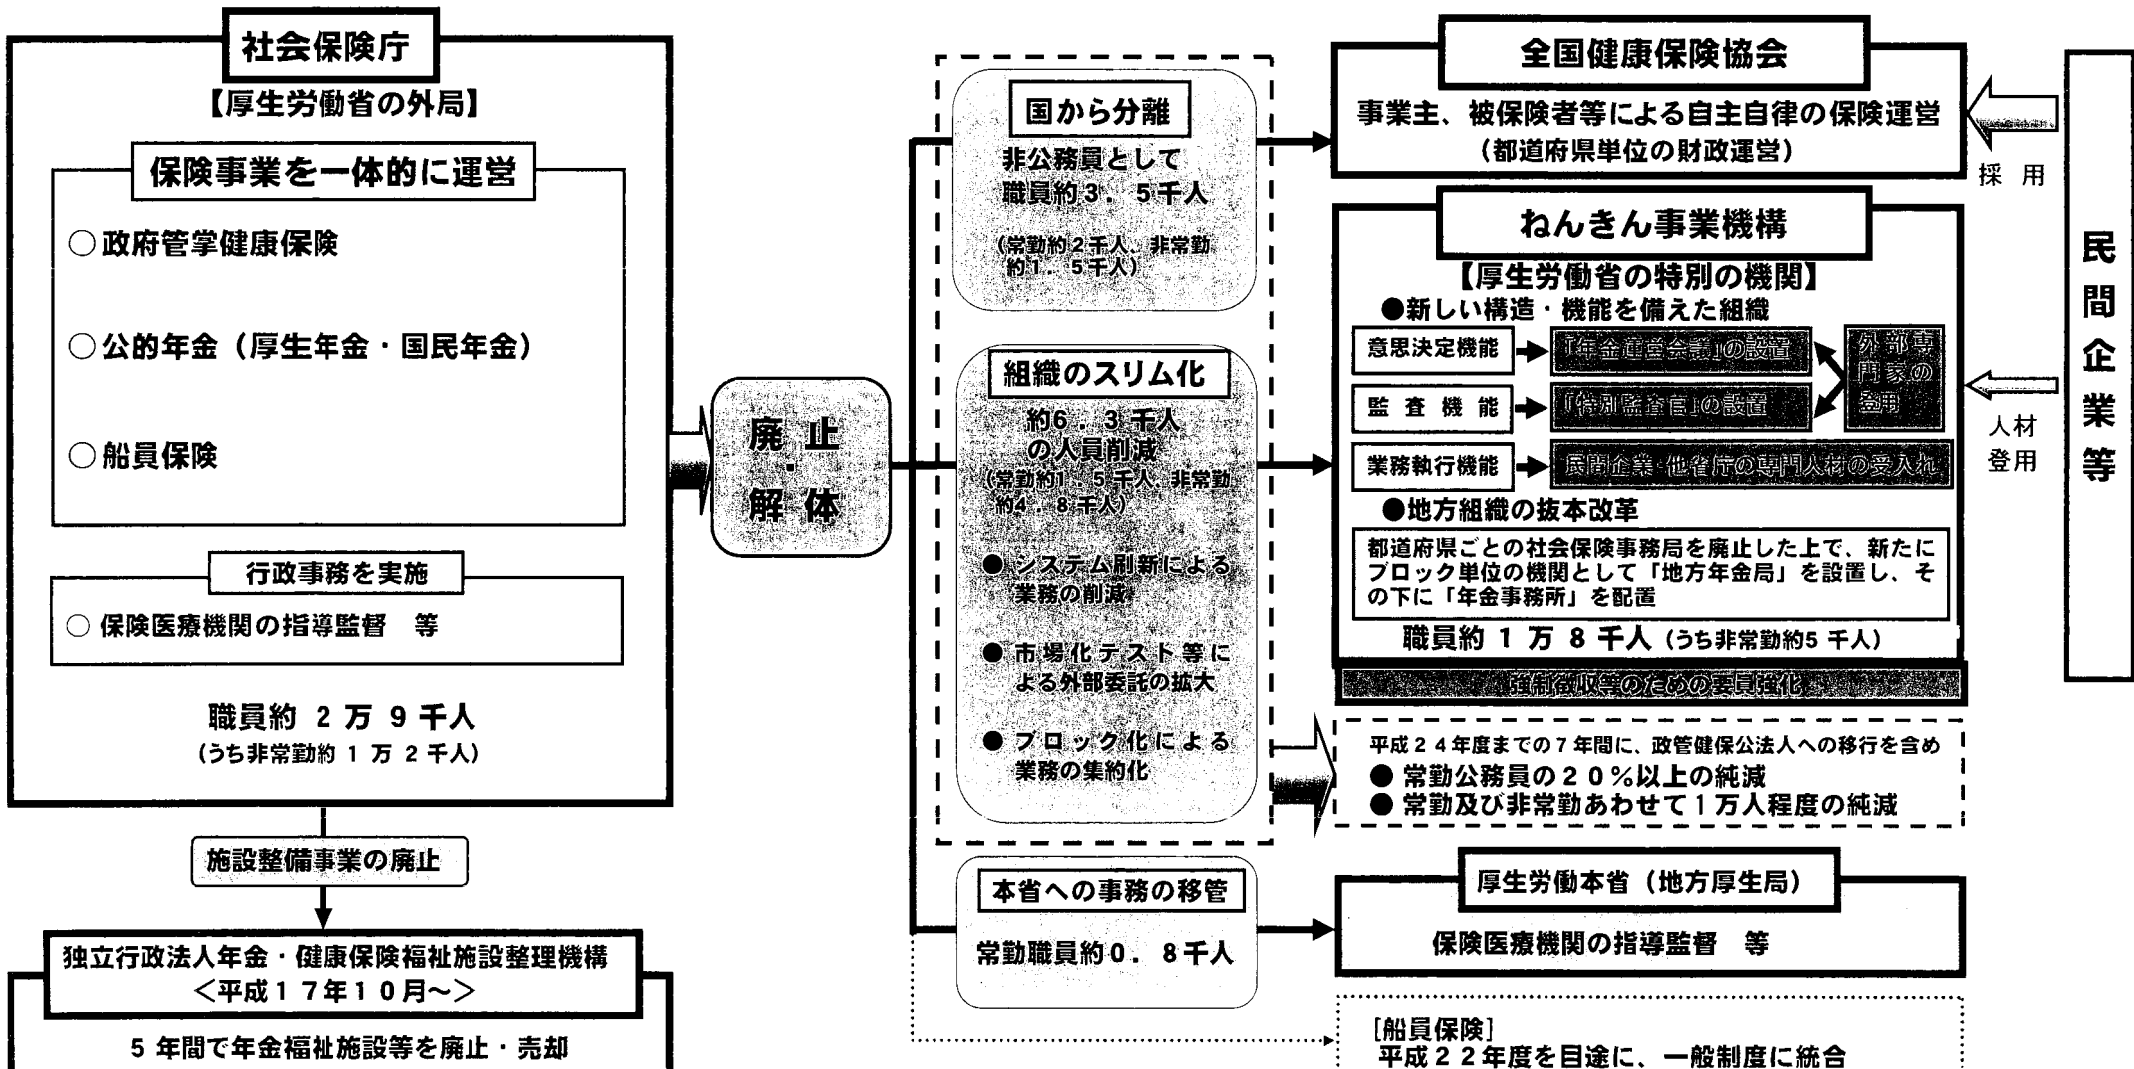 社会保険庁
【厚生労働省の外局】
保険事業を一体的に運営
○政府管掌健康保険
○公的年金（厚生年金・国民年金）
○船員保険
行政事務を実施
○ 保険医療機関の指導監督　等
職員約 ２ 万 ９ 千人
（うち非常勤約 １ 万 ２ 千人）
施設整備事業の廃止
独立行政法人年金・健康保険福祉施設整理機構
＜平成１７年１０月～＞
５ 年間で年金福祉施設等を廃止・売却
廃 止
・
解 体
国から分離
非公務員として
職員約３．５千人
（常勤約２千人、非常勤
約１．５千人）
組織のスリム化
約６．３千人
の人員削減
（常勤約１．５千人、非常勤
約４．８千人）
● システム刷新による
業務の削減
● 市場化テスト等に
よる外部委託の拡大
● ブロック化による
業務の集約化
本省への事務の移管
常勤職員約０．８千人
全国健康保険協会
事業主、被保険者等による自主自律の保険運営
（都道府県単位の財政運営）
ねんきん事業機構
【厚生労働省の特別の機関】
●新しい構造・機能を備えた組織
意思決定機能
「年金運営会議」の設置
監 査 機 能
「特別監査官」の設置
外部専
門家の
登用
業務執行機能
民間企業・他省庁の専門人材の受入れ
●地方組織の抜本改革
都道府県ごとの社会保険事務局を廃止した上で、新たに
ブロック単位の機関として「地方年金局」を設置し、そ
の下に「年金事務所」を配置
職員約 １ 万 ８ 千人（うち非常勤約５ 千人）
強制徴収等のための要員強化
平成２４年度までの７年間に、政管健保公法人への移行を含め
● 常勤公務員の２０％以上の純減
● 常勤及び非常勤あわせて１万人程度の純減
厚生労働本省（地方厚生局）
保険医療機関の指導監督　等
［船員保険］
平成２２年度を目途に、一般制度に統合
採 用
人材
登用
民間企業等